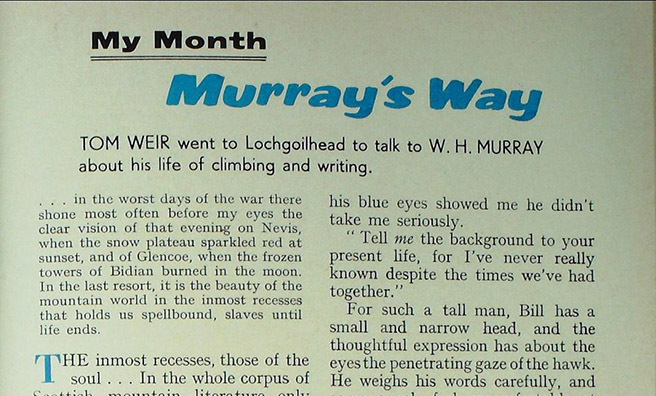 My Month
Murray's Way
TOM WEIR went to Lochgoilhead to talk to W. H. MURRAY
about his life of climbing and writing.
. . . in the worst days of the war there
shone most often before my eyes the
clear vision of that evening on Nevis,
when the snow plateau sparkled red at
sunset, and of Glencoe, when the frozen
towers of Bidian burned in the moon.
In the last resort, it is the beauty of the
mountain world in the inmost recesses
that holds us spellbound, slaves until
life ends.
THE inmost recesses, those of the
soul . . . In the whole corpus of
Scottish mountain literature only
his blue eyes showed me he didn't
take me seriously.
" Tell me the background to your
present life, for I've never really
known despite the times we've had
together."
For such a tall man, Bill has a
small and narrow head, and the
thoughtful expression has about the
eyes the penetrating gaze of the hawk.
He weighs his words carefully, and